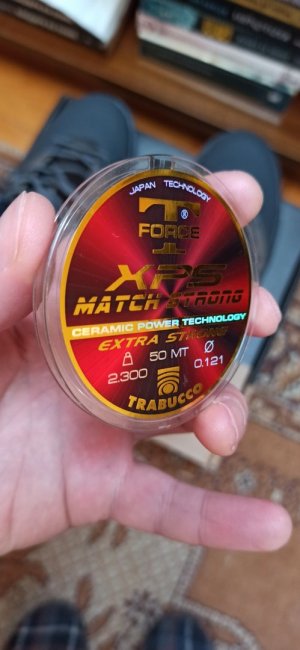 JAPAN TECHNOLOGY
T®
FORCE
XPS
MATCH STRONG
CERAMIC POWER TECHNOLOGY
EXTRA STRONG
50 MT Ø
2.300 0.121
TRABUCCO